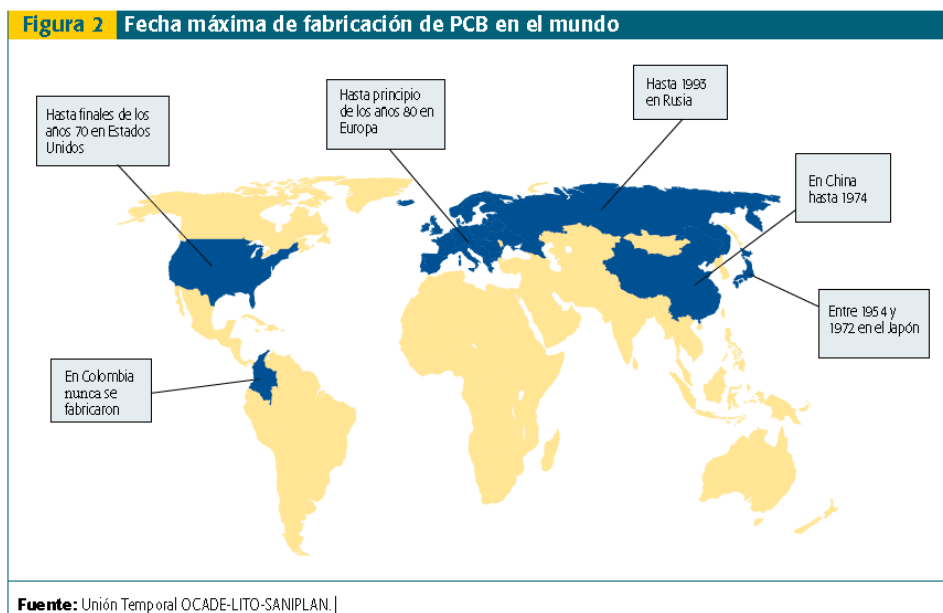 Figura 2 Fecha máxima de fabricación de PCB en el mundo
Hasta finales de los
años 70 en Estados
Unidos
Hasta principio
de los años 80 en
Europa
Hasta 1993
en Rusia
En China
hasta 1974
Entre 1954 y
1972 en el Japón
En Colombia
nunca se
fabricaron
Fuente: Unión Temporal OCADE-LITO-SANIPLAN.|